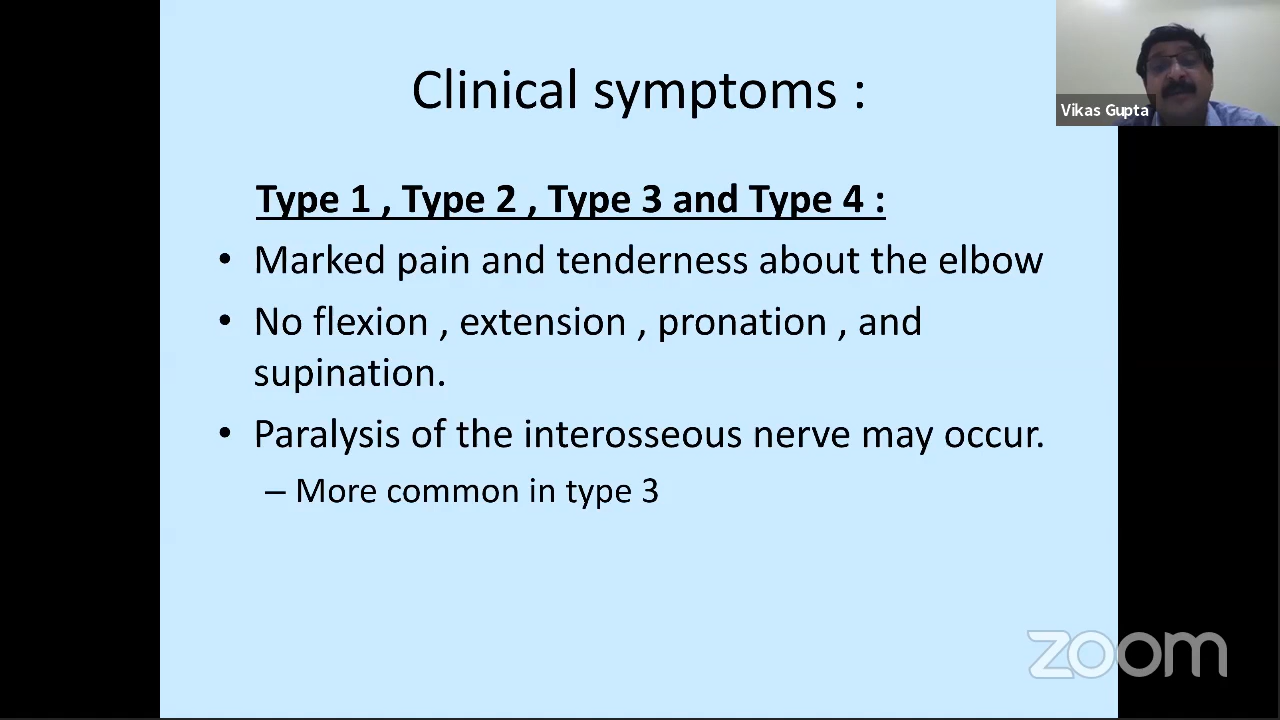 Clinical symptoms :
Vikas Gupta
Type 1 , Type 2 , Type 3 and Type 4 :
• Marked pain and tenderness about the elbow
• No flexion , extension , pronation , and
supination.
• Paralysis of the interosseous nerve may occur.
– More common in type 3
zoom